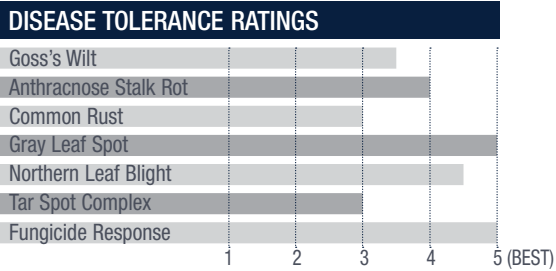 DISEASE TOLERANCE RATINGS
Goss's Wilt
Anthracnose Stalk Rot
Common Rust
Gray Leaf Spot
Northern Leaf Blight
Tar Spot Complex
Fungicide Response
1 2 3 4 5 (BEST)